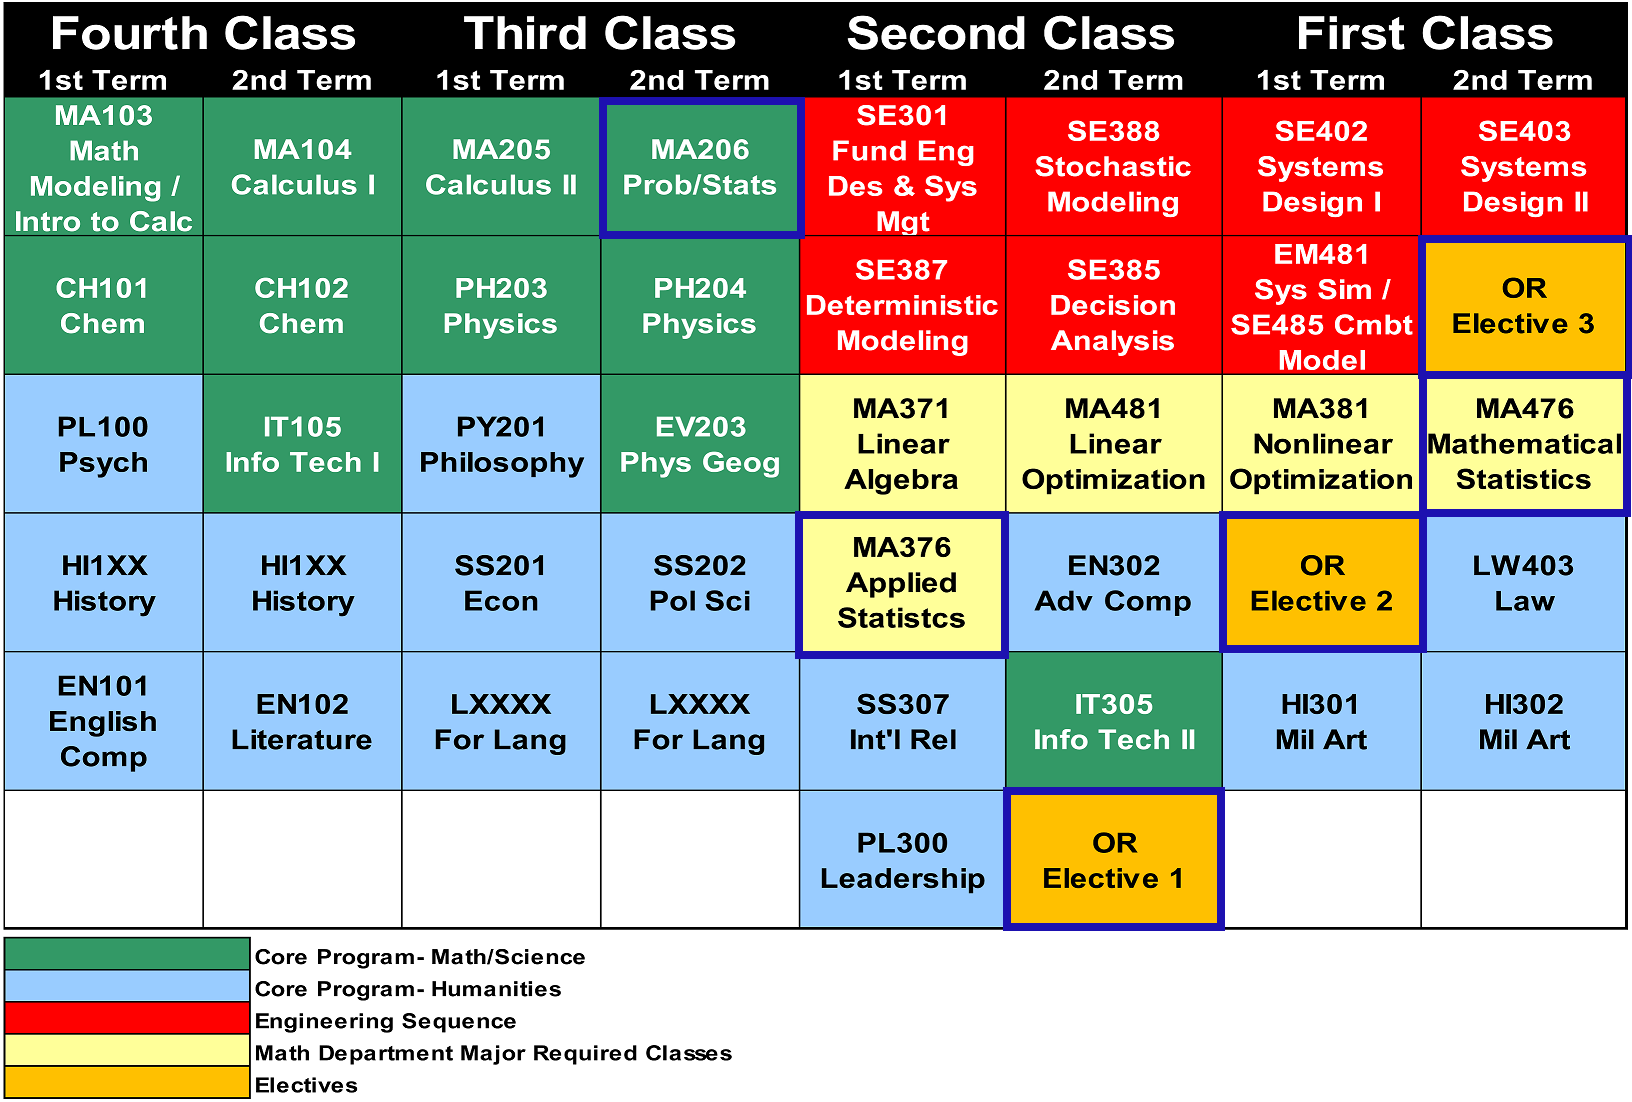 Fourth Class Third Class Second Class First Class
1st Term 2nd Term 1st Term 2nd Term 1st Term 2nd Term 1st Term 2nd Term
MA103
Math
Modeling /
Intro to Calc
MA104
Calculus I
MA205
Calculus II
MA206
Prob/Stats
SE301
Fund Eng
Des & Sys
Mgt
SE388
Stochastic
Modeling
SE402
Systems
Design I
SE403
Systems
Design II
CH101
Chem
CH102
Chem
PH203
Physics
PH204
Physics
SE387
Deterministic
Modeling
SE385
Decision
Analysis
EM481
Sys Sim /
SE485 Cmbt
Model
OR
Elective 3
PL100
Psych
IT105
Info Tech I
PY201
Philosophy
EV203
Phys Geog
MA371
Linear
Algebra
MA481
Linear
Optimization
MA381
Nonlinear
Optimization
MA476
Mathematical
Statistics
HI1XX
History
HI1XX
History
SS201
Econ
SS202
Pol Sci
MA376
Applied
Statistcs
EN302
Adv Comp
OR
Elective 2
LW403
Law
EN101
English
Comp
EN102
Literature
LXXXX
For Lang
LXXXX
For Lang
SS307
Int'l Rel
IT305
Info Tech II
HI301
Mil Art
HI302
Mil Art
PL300
Leadership
OR
Elective 1
Core Program- Math/Science
Core Program- Humanities
Engineering Sequence
Math Department Major Required Classes
Electives